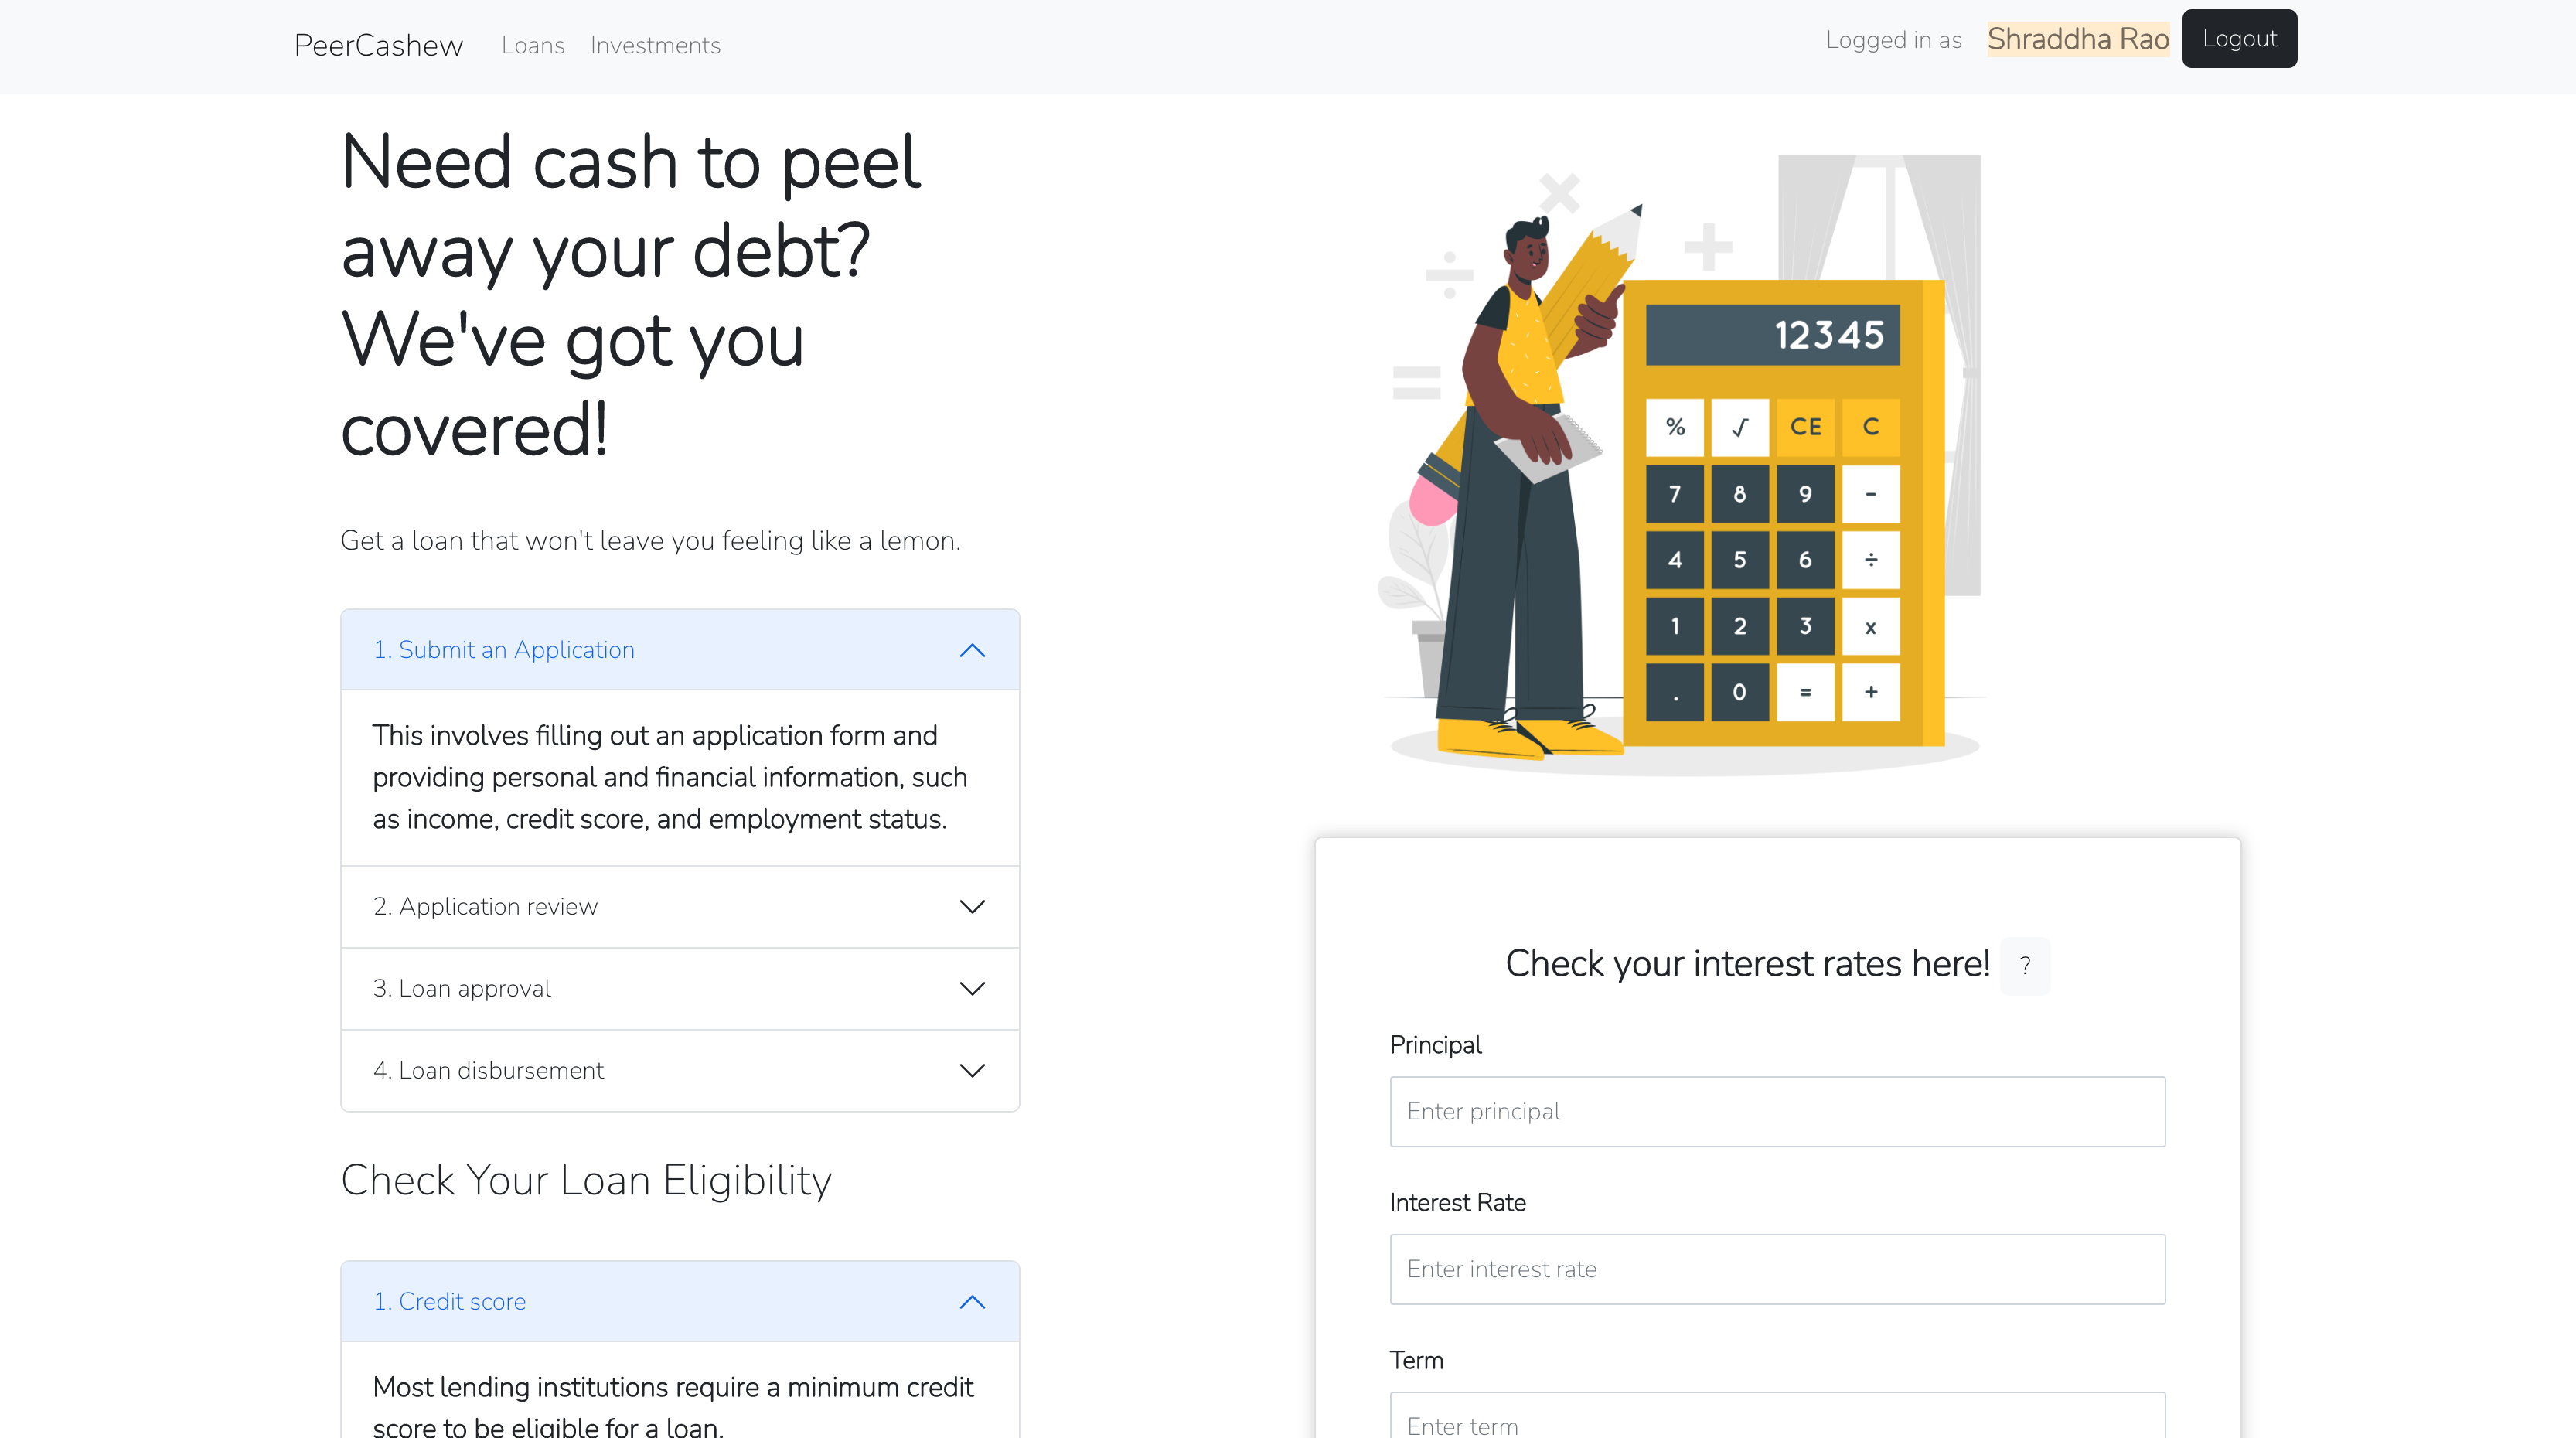 PeerCashew Loans Investments Logged in as Shraddha Rao Logout
Need cash to peel
away your debt?
We've got you
covered!
Get a loan that won't leave you feeling like a lemon.
1. Submit an Application
This involves filling out an application form and
providing personal and financial information, such
as income, credit score, and employment status.
2. Application review
3. Loan approval
4. Loan disbursement
Check Your Loan Eligibility
1. Credit score
Most lending institutions require a minimum credit
score to be eligible for a loan.
12345
% √ CE C
7 8 9 -
4 5 6 ÷
1 2 3 x
. 0 = +
Check your interest rates here! ?
Principal
Enter principal
Interest Rate
Enter interest rate
Term
Enter term